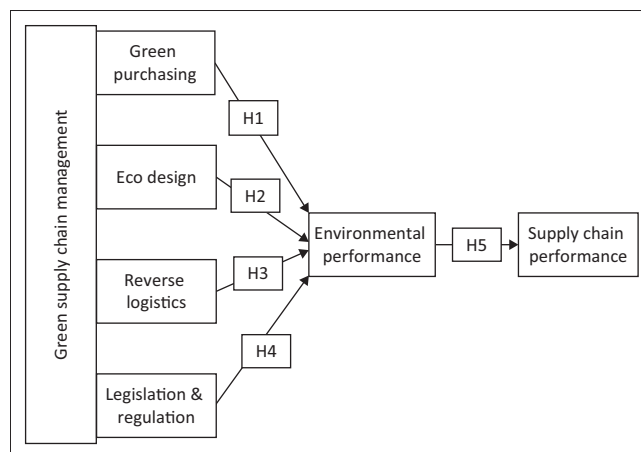 Green supply chain management
Green
purchasing
H1
Eco design
H2
Environmental
performance
H5
Supply chain
performance
Reverse
logistics
H3
H4
Legislation &
regulation